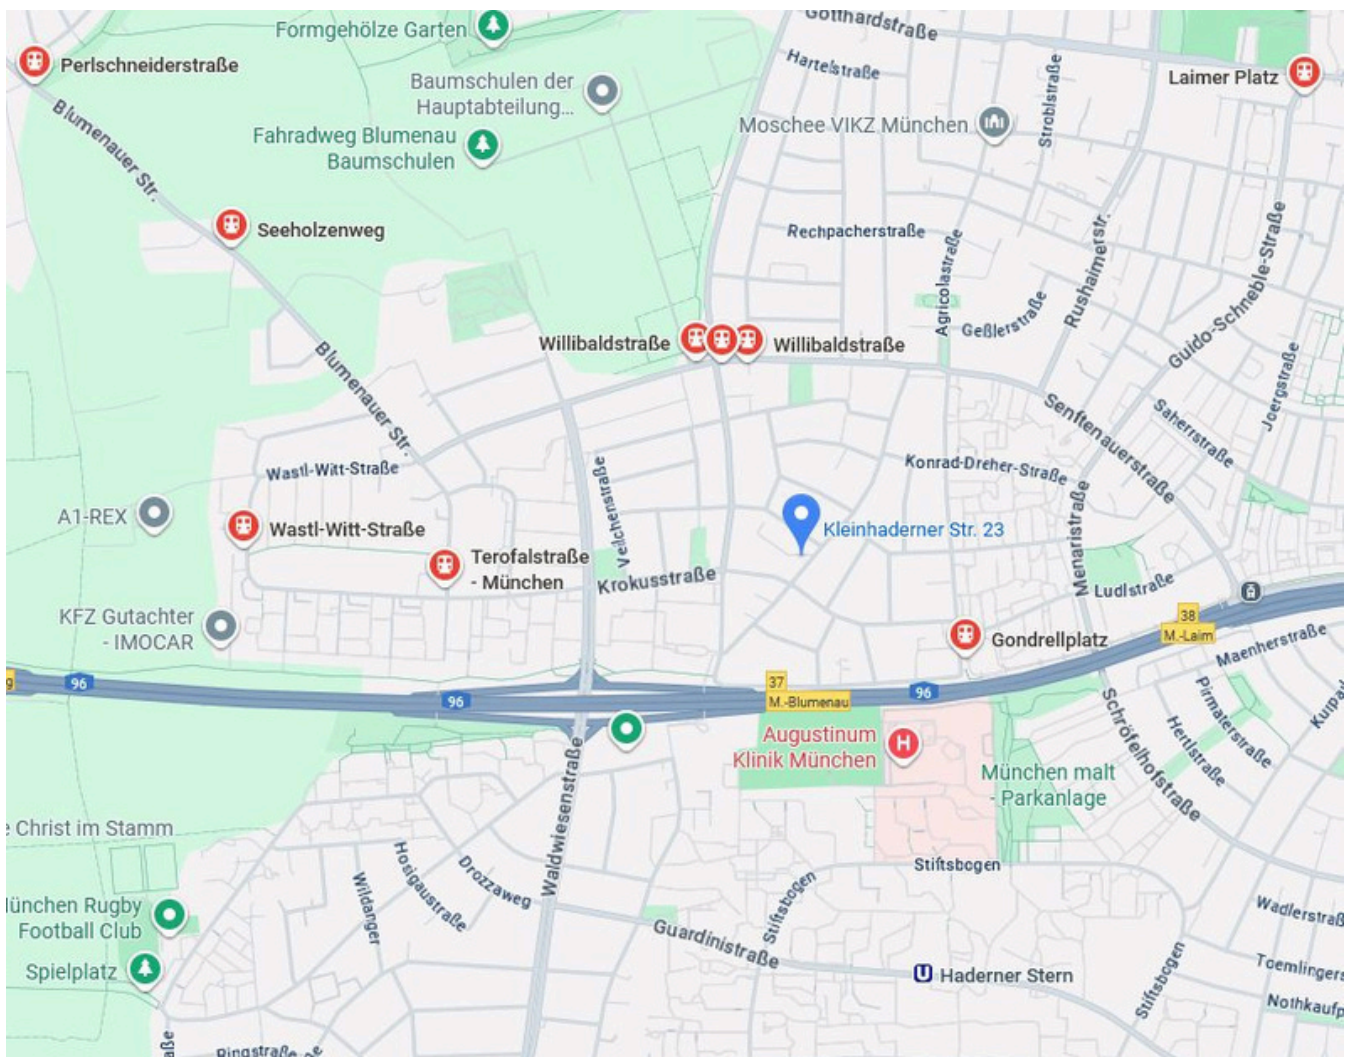 Gotthardstraße
Formgehölze Garten
Perlschneiderstraße
Hartelstraße
Laimer Platz
Baumschulen der
Hauptabteilung...
Stroblstraße
Blumenauer Str.
Moschee VIKZ München
Fahradweg Blumenau
Baumschulen
Seeholzenweg
Rechpacherstraße
Agricolastraße
Rushaimerstr.
Guido-Schneble-Straße
Geßlerstraße
Willibaldstraße
Willibaldstraße
Blumenauer Str.
Joergstraße
Senftenauerstraße
Saherrstraße
Wastl-Witt-Straße
Veilchenstraße
Konrad-Dreher-Straße
Menaristraße
A1-REX
Wastl-Witt-Straße
Kleinhaderner Str. 23
Terofalstraße
- München
Krokusstraße
Ludlstraße
KFZ Gutachter
- IMOCAR
Gondrellplatz
38
M.-Laim
Maenherstraße
9
96
96
37
M.-Blumenau
96
Pirmaterstraße
Hertlstraße
Schröfelhofstraße
Augustinum
Klinik München
H
München malt
- Parkanlage
Waldwiesenstraße
e Christ im Stamm
Hosigaustraße
Drozzaweg
Wildanger
Stiftsbogen
Stiftsbogen
Wadlerstraß
München Rugby
Football Club
Guardinistraße
Spielplatz
U
Haderner Stern
Stiftsbogen
Toemlingers
Nothkaufp
aße
Ringstraße